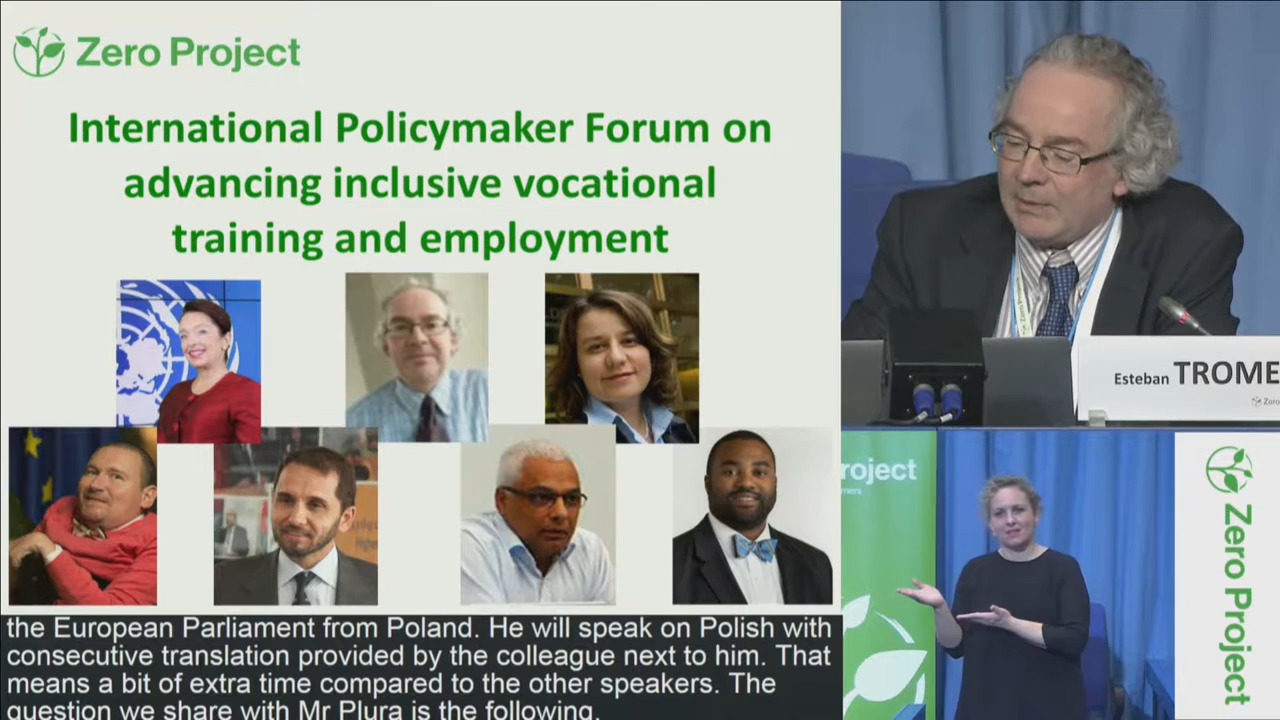 Zero Project
International Policymaker Forum on
advancing inclusive vocational
training and employment
the European Parliament from Poland. He will speak on Polish with
consecutive translation provided by the colleague next to him. That
means a bit of extra time compared to the other speakers. The
question we share with Mr Plura is the following.
Esteban TROME
Zero
roject
Zero Project